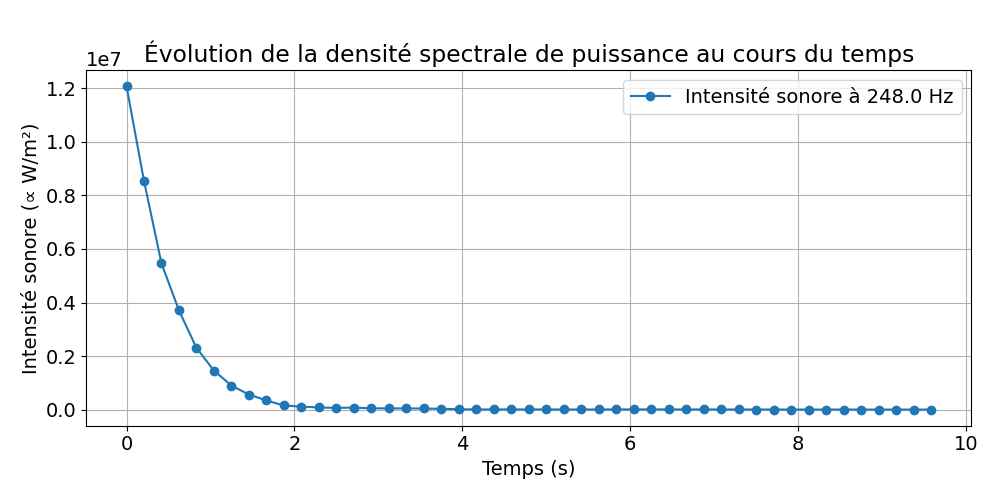 Évolution de la densité spectrale de puissance au cours du temps
1e7
Intensité sonore à 248.0 Hz
1.2
1.0
0.8
0.6
0.4
0.2
0.0
Intensité sonore (∝ W/m²)
0 2 4 6 8 10
Temps (s)